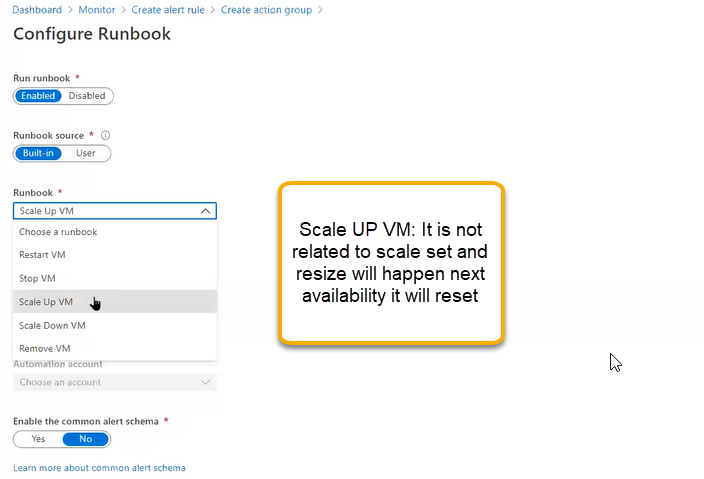 Dashboard > Monitor > Create alert rule > Create action group >
Configure Runbook
Run runbook *
Enabled Disabled
Runbook source * i
Built-in User
Runbook *
Scale Up VM
Choose a runbook
Restart VM
Stop VM
Scale Up VM
Scale Down VM
Remove VM
Automation account
Choose an account
Enable the common alert schema *
Yes No
Learn more about common alert schema
Scale UP VM: It is not
related to scale set and
resize will happen next
availability it will reset